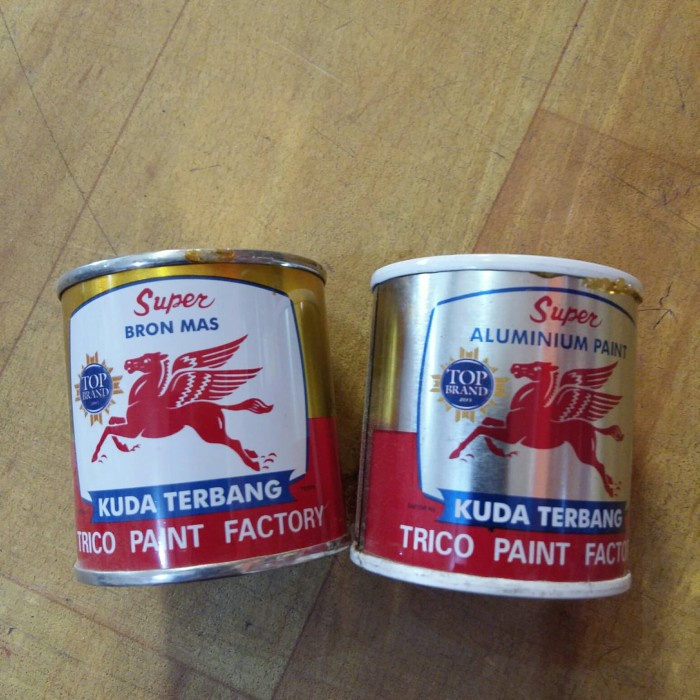 Super
BRON MAS
TOP
BRAND
KUDA TERBANG
TRICO PAINT FACTORY
Super
ALUMINIUM PAINT
TOP
BRAND
KUDA TERBANG
TRICO PAINT FACTO